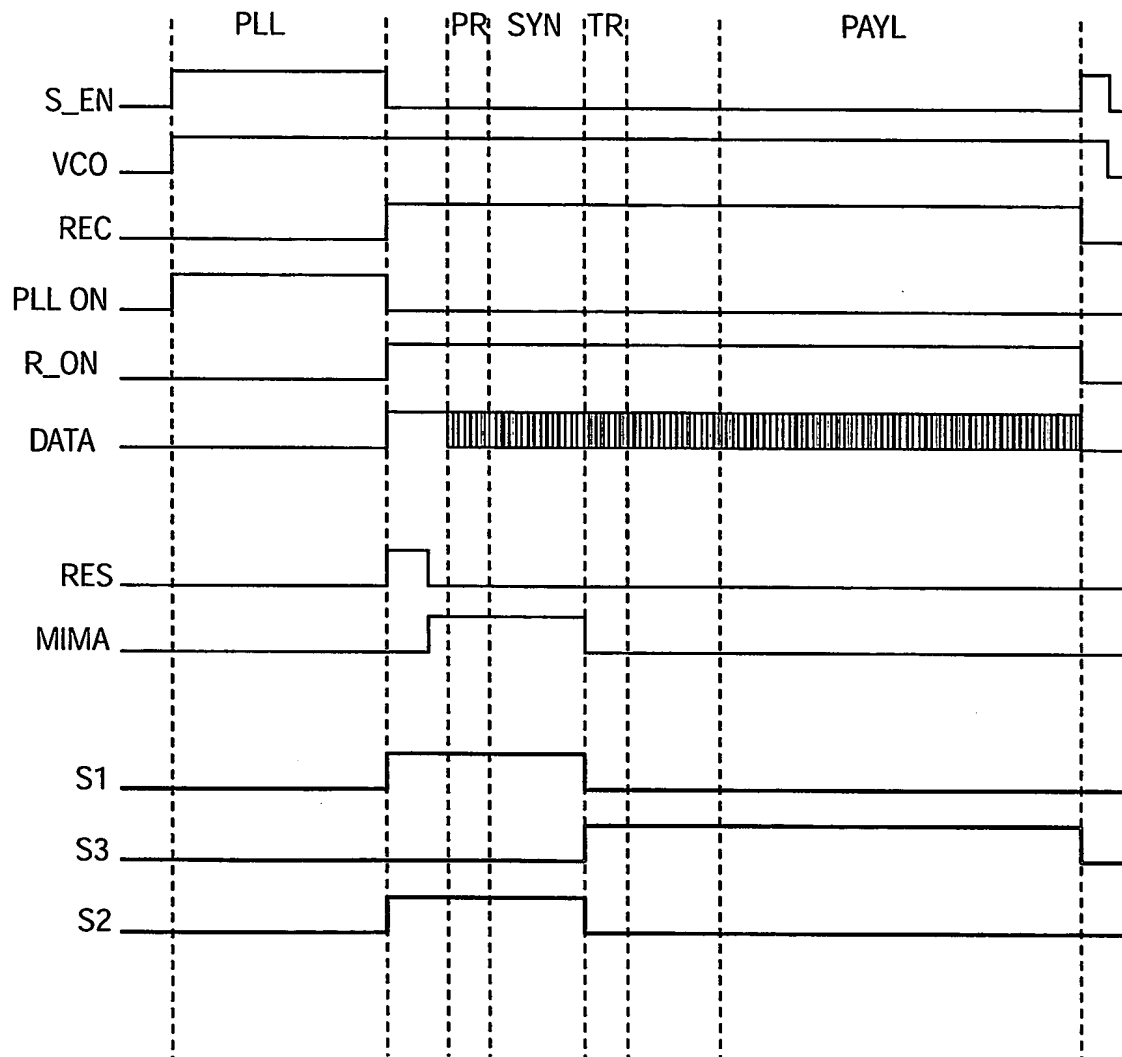 PLL PR SYN TR PAYL
S_EN
VCO
REC
PLL ON
R_ON
DATA
RES
MIMA
S1
S3
S2